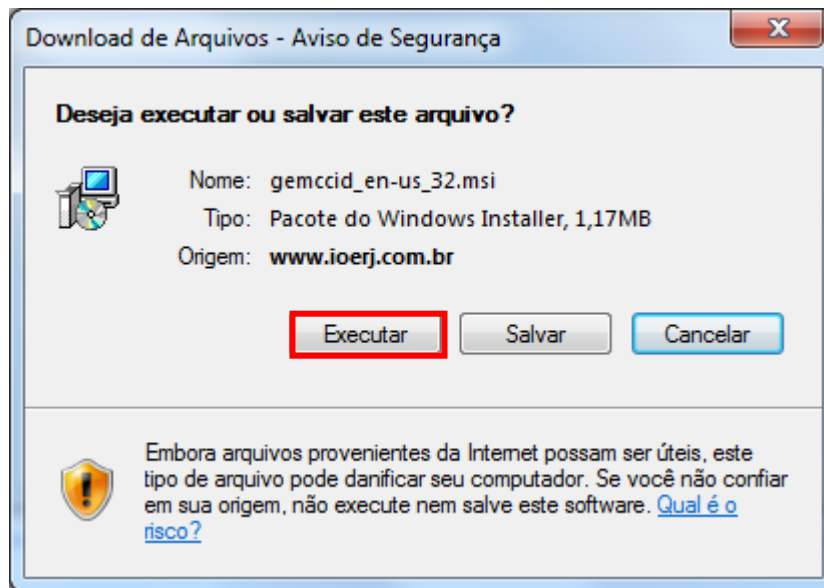 Download de Arquivos - Aviso de Segurança
Deseja executar ou salvar este arquivo?
Nome: gemccid_en-us_32.msi
Tipo: Pacote do Windows Installer, 1,17MB
Origem: www.ioerj.com.br
Executar Salvar Cancelar
Embora arquivos provenientes da Internet possam ser úteis, este
tipo de arquivo pode danificar seu computador. Se você não confiar
em sua origem, não execute nem salve este software. Qual é o
risco?